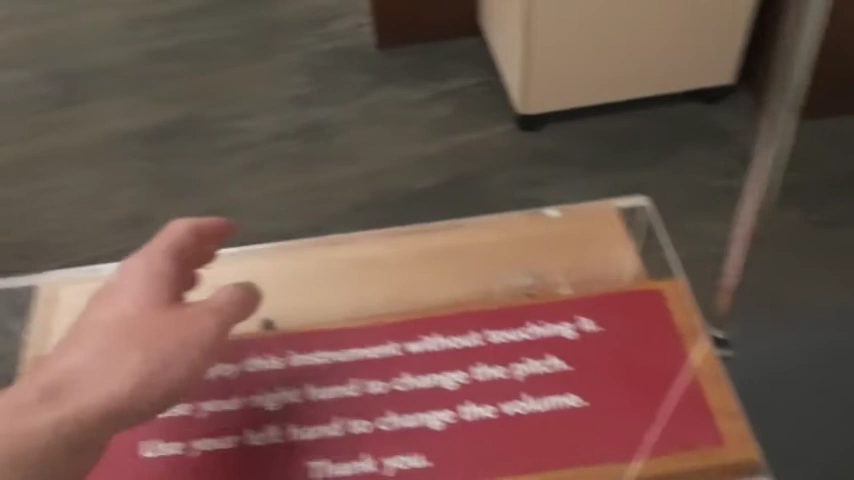 this instrument without touching it.
your right hand to change the pitch.
Use your left hand to change the volume.
Thank you.